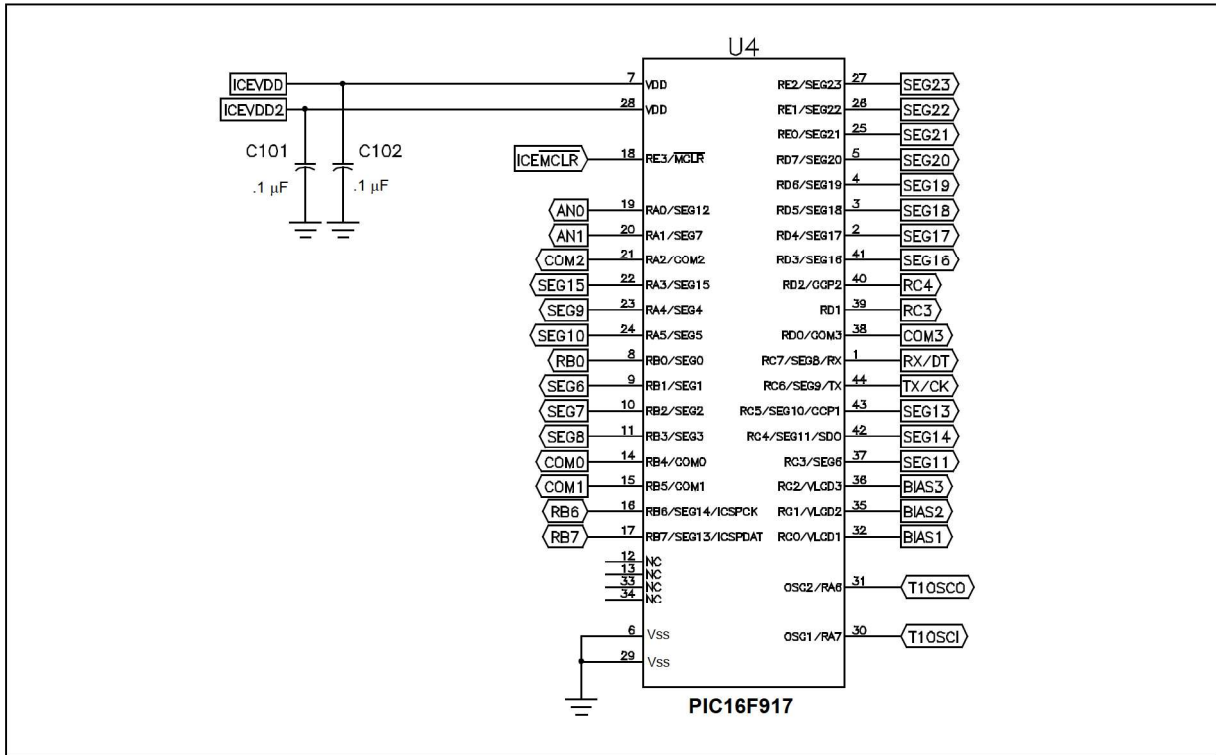 U4
ICEVDD 7 VDD RE2/SEG23 27 SEG23
ICEVDD2 28 VDD RE1/SEG22 26 SEG22
RE0/SEG21 25 SEG21
C101 C102 ICEMCLR 18 RE3/MCLR RD7/SEG20 5 SEG20
.1 μF .1 μF RD6/SEG19 4 SEG19
AN0 19 RA0/SEG12 RD5/SEG18 3 SEG18
AN1 20 RA1/SEG7 RD4/SEG17 2 SEG17
COM2 21 RA2/COM2 RD3/SEG16 41 SEG16
SEG15 22 RA3/SEG15 RD2/CCP2 40 RC4
SEG9 23 RA4/SEG4 RD1 39 RC3
SEG10 24 RA5/SEG5 RD0/COM3 38 COM3
RB0 8 RB0/SEG0 RC7/SEG8/RX 1 RX/DT
SEG6 9 RB1/SEG1 RC6/SEG9/TX 44 TX/CK
SEG7 10 RB2/SEG2 RC5/SEG10/CCP1 43 SEG13
SEG8 11 RB3/SEG3 RC4/SEG11/SDO 42 SEG14
COM0 14 RB4/COM0 RC3/SEG6 37 SEG11
COM1 15 RB5/COM1 RC2/VLCD3 36 BIAS3
RB6 16 RB6/SEG14/ICSPCK RC1/VLCD2 35 BIAS2
RB7 17 RB7/SEG13/ICSPDAT RC0/VLCD1 32 BIAS1
12 NC
13 NC
33 NC OSC2/RA6 31 T1OSCO
34 NC
6 Vss OSC1/RA7 30 T1OSCI
29 Vss
PIC16F917